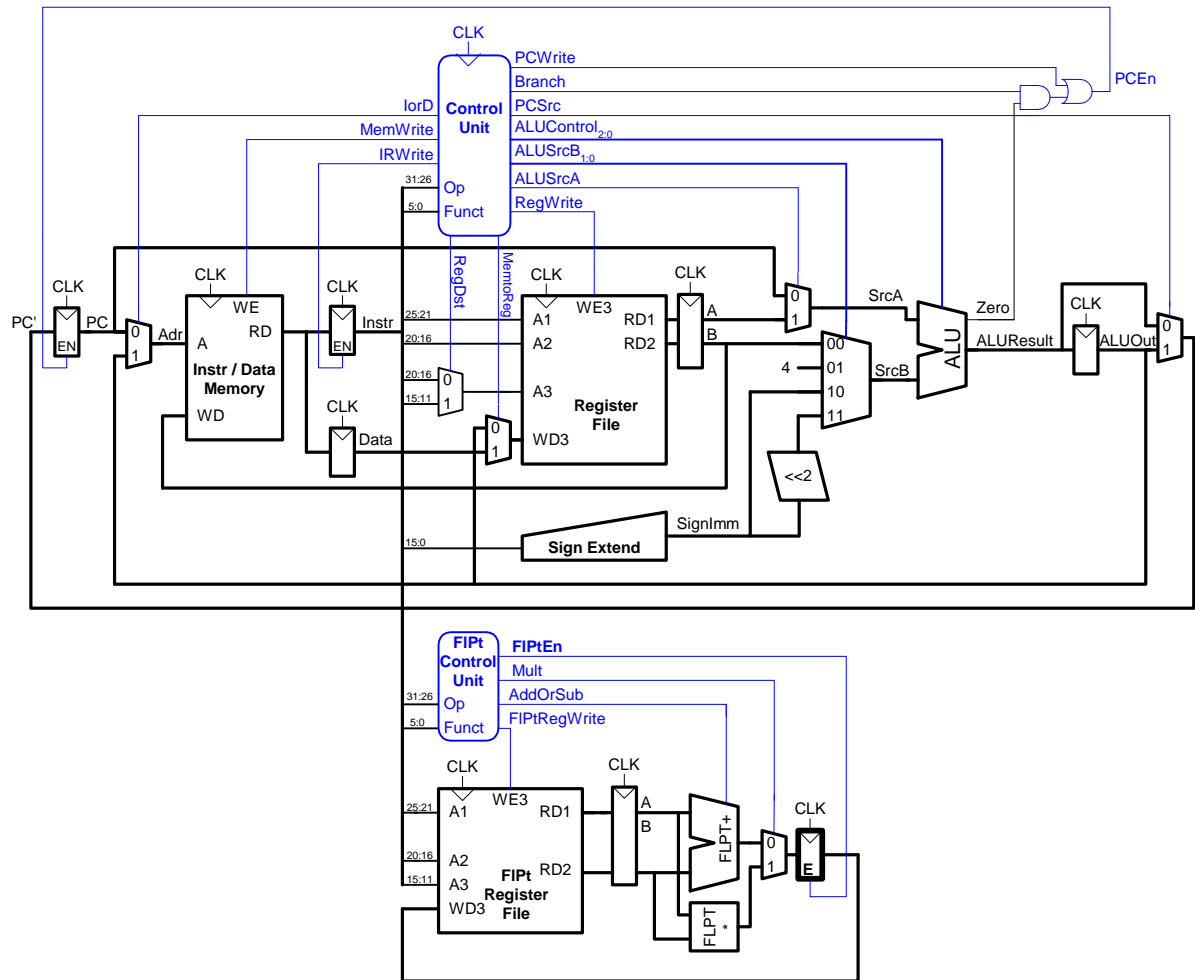 CLK
PCWrite
Branch
PCEn
IorD
Control
Unit
PCSrc
MemWrite
ALUControl2:0
IRWrite
ALUSrcB1:0
31:26
Op
ALUSrcA
5:0
Funct
RegWrite
RegDst
MemtoReg
CLK
CLK
CLK
CLK
CLK
CLK
PC'
EN
PC
0
1
Adr
WE
A
RD
Instr / Data
Memory
WD
EN
Instr
25:21
20:16
20:16
15:11
0
1
WE3
A1
A2
A3
WD3
RD1
RD2
Register
File
A
B
0
1
SrcA
00
01
10
11
4
SrcB
ALU
Zero
ALUResult
CLK
ALUOut
0
1
CLK
Data
0
1
<<2
SignImm
15:0
Sign Extend
FlPt
Control
Unit
FlPtEn
Mult
31:26
Op
AddOrSub
5:0
Funct
FlPtRegWrite
CLK
CLK
CLK
WE3
25:21
A1
RD1
A
B
20:16
A2
RD2
15:11
A3
WD3
FlPt
Register
File
FLPT+
0
1
E
FLPT
*